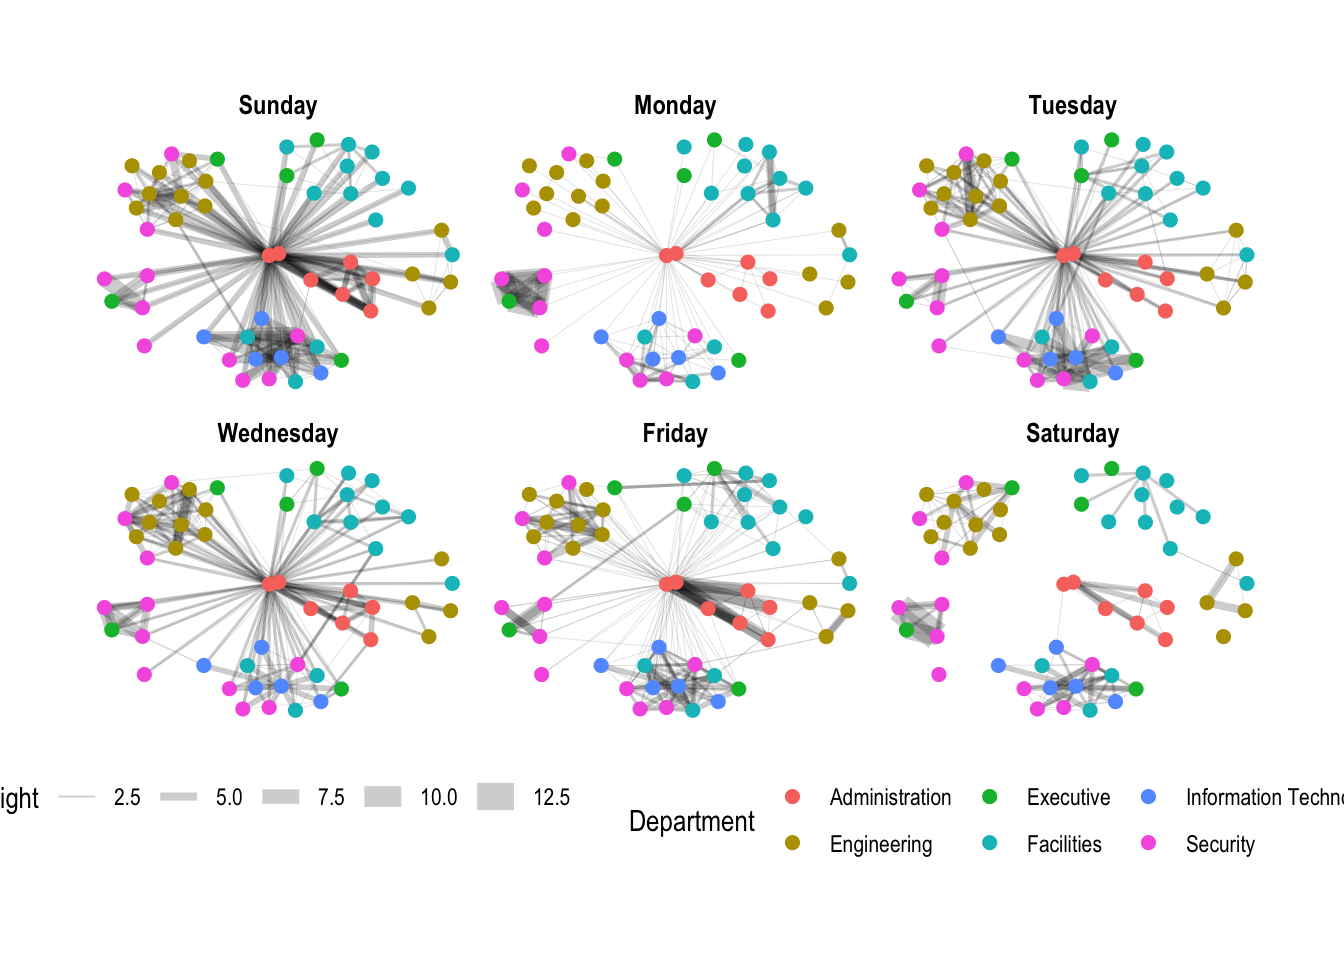 Sunday Monday Tuesday
Wednesday Friday Saturday
ight 2.5 5.0 7.5 10.0 12.5
Department
Administration Executive Information Techno
Engineering Facilities Security